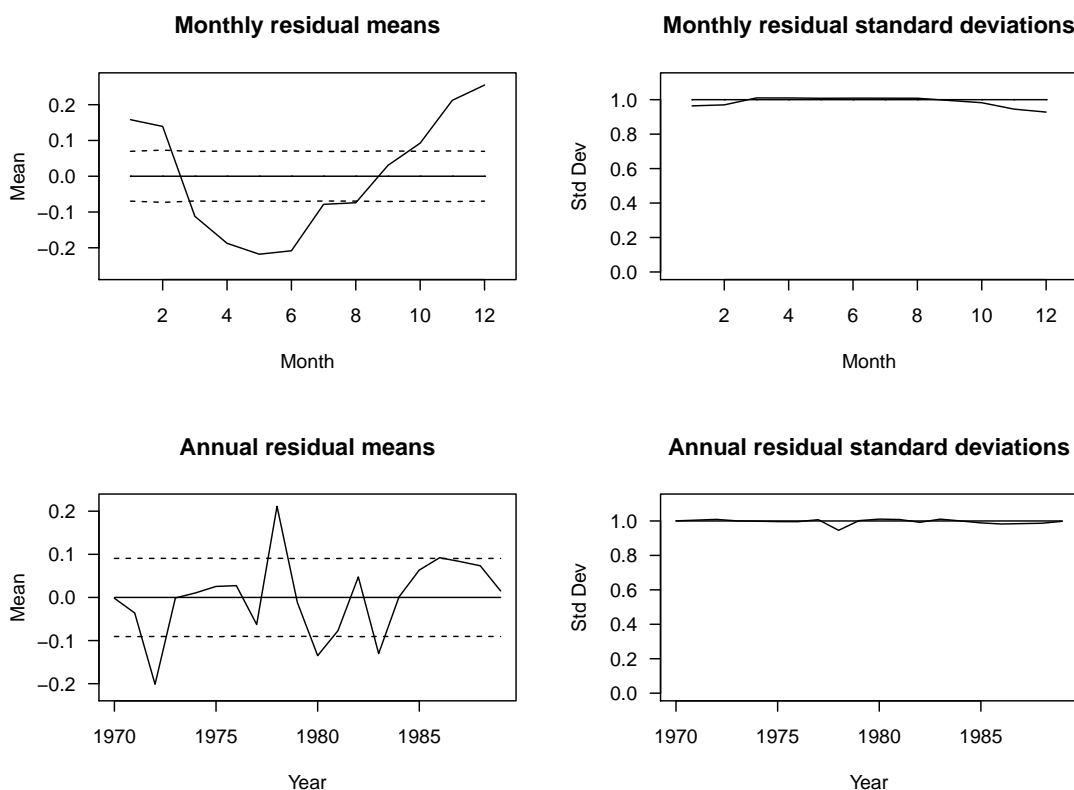 Monthly residual means
Mean
0.2
0.1
0.0
−0.1
−0.2
2 4 6 8 10 12
Month
Monthly residual standard deviations
Std Dev
1.0
0.8
0.6
0.4
0.2
0.0
2 4 6 8 10 12
Month
Annual residual means
Mean
0.2
0.1
0.0
−0.1
−0.2
1970 1975 1980 1985
Year
Annual residual standard deviations
Std Dev
1.0
0.8
0.6
0.4
0.2
0.0
1970 1975 1980 1985
Year